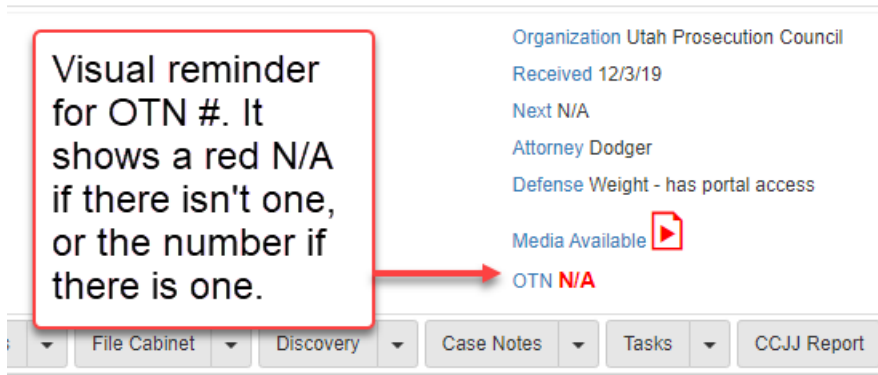 Organization Utah Prosecution Council
Received 12/3/19
Next N/A
Attorney Dodger
Defense Weight - has portal access
Media Available
OTN N/A
Visual reminder
for OTN #. It
shows a red N/A
if there isn't one,
or the number if
there is one.
File Cabinet
Discovery
Case Notes
Tasks
CCJJ Report